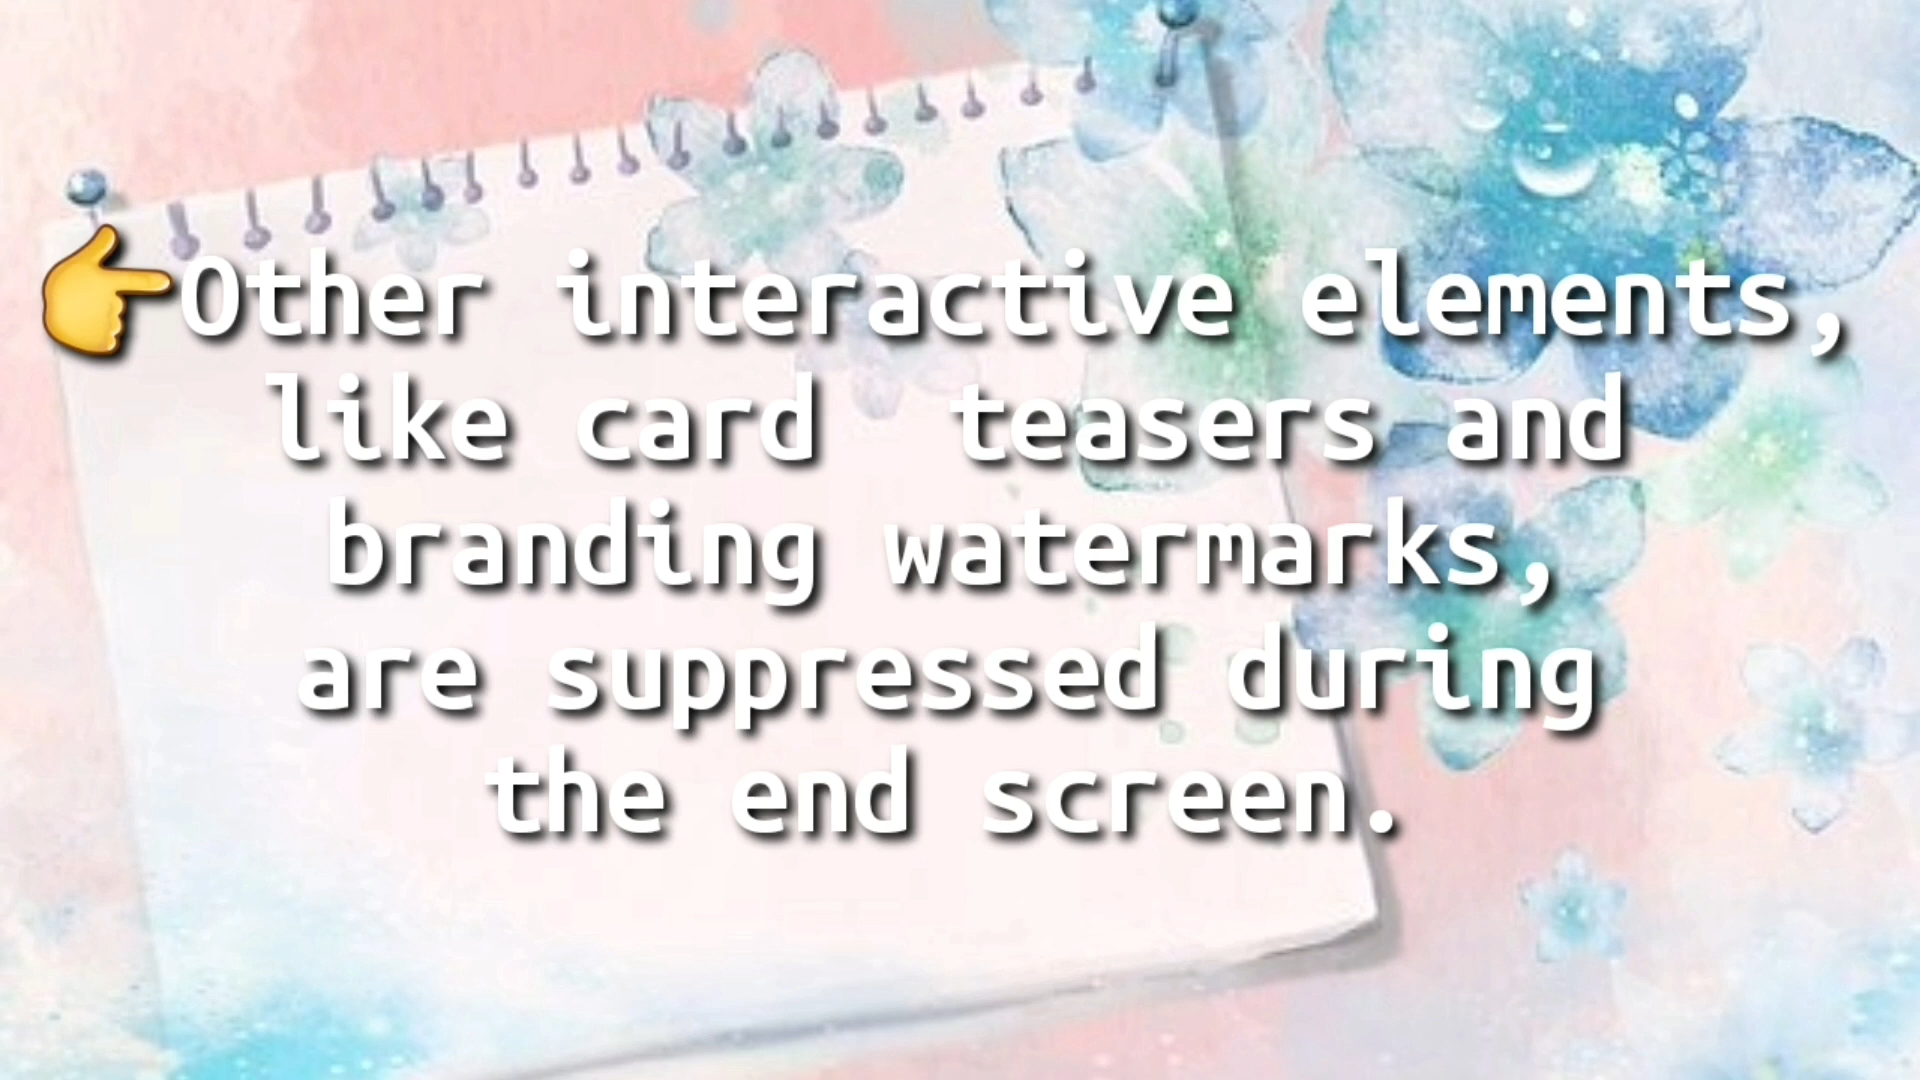 👉Other interactive elements,
like card  teasers and
branding watermarks,
are suppressed during
the end screen.